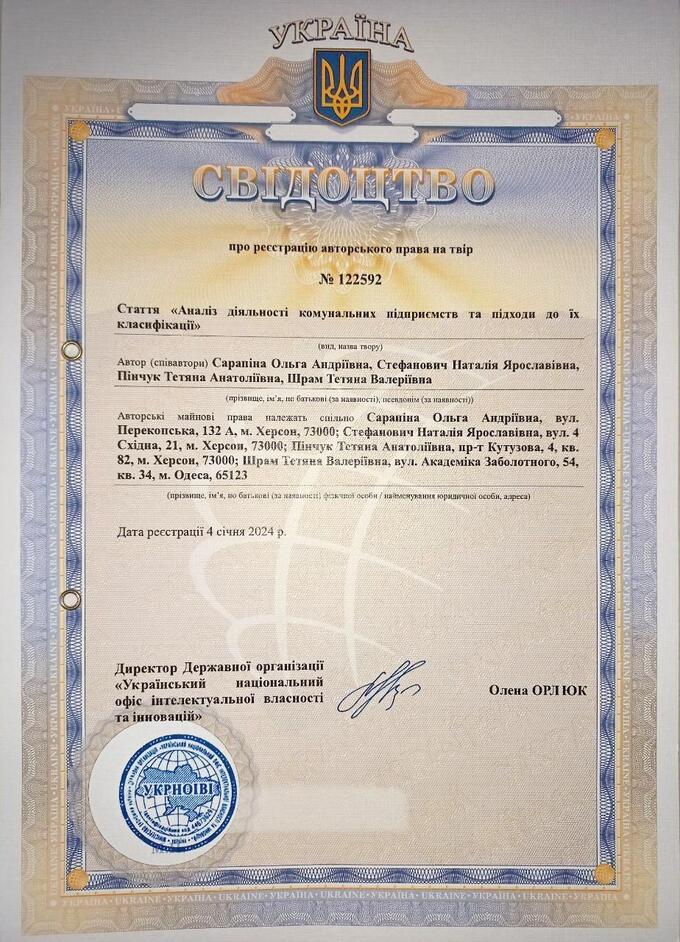 УКРАЇНА
СВІДОЦТВО
про реєстрацію авторського права на твір
№ 122592
Стаття «Аналіз діяльності комунальних підприємств та підходи до їх
класифікації»
(вид, назва твору)
Автор (співавтори) Сарапіна Ольга Андріївна, Стефанович Наталія Ярославівна,
Пінчук Тетяна Анатоліївна, Шрам Тетяна Валеріївна
(прізвище, ім'я, по батькові (за наявності), псевдонім (за наявності))
Авторські майнові права належать спільно Сарапіна Ольга Андріївна, вул.
Перекопська, 132 А, м. Херсон, 73000; Стефанович Наталія Ярославівна, вул. 4
Східна, 21, м. Херсон, 73000; Пінчук Тетяна Анатоліївна, пр-т Кутузова, 4, кв.
82, м. Херсон, 73000; Шрам Тетяна Валеріївна, вул. Академіка Заболотного, 54,
кв. 34, м. Одеса, 65123
(прізвище, ім'я, по батькові (за наявності) фізичної особи / найменування юридичної особи, адреса)
Дата реєстрації 4 січня 2024 р.
Директор Державної організації
«Український національний
офіс інтелектуальної власності
та інновацій»
Олена ОРЛЮК
УКРНОІВІ